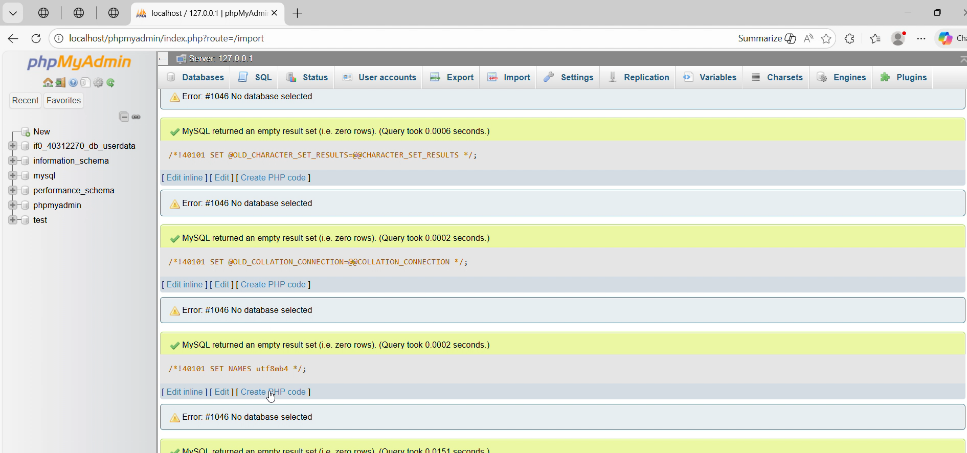 localhost / 127.0.0.1 | phpMyAdmi
localhost/phpmyadmin/index.php?route=/import
Summarize
phpMyAdmin
Recent Favorites
New
if0_40312270_db_userdata
information_schema
mysql
performance_schema
phpmyadmin
test
Server: 127.0.0.1
Databases SQL Status User accounts Export Import Settings Replication Variables Charsets Engines Plugins
Error: #1046 No database selected
MySQL returned an empty result set (i.e. zero rows). (Query took 0.0006 seconds.)
/*!40101 SET @OLD_CHARACTER_SET_RESULTS=@@CHARACTER_SET_RESULTS */;
[ Edit inline ] [ Edit ] [ Create PHP code ]
Error: #1046 No database selected
MySQL returned an empty result set (i.e. zero rows). (Query took 0.0002 seconds.)
/*!40101 SET @OLD_COLLATION_CONNECTION=@@COLLATION_CONNECTION */;
[ Edit inline ] [ Edit ] [ Create PHP code ]
Error: #1046 No database selected
MySQL returned an empty result set (i.e. zero rows). (Query took 0.0002 seconds.)
/*!40101 SET NAMES utf8mb4 */;
[ Edit inline ] [ Edit ] [ Create PHP code ]
Error: #1046 No database selected
MySQL returned an empty result set (i.e. zero rows). (Query took 0.0151 seconds.)